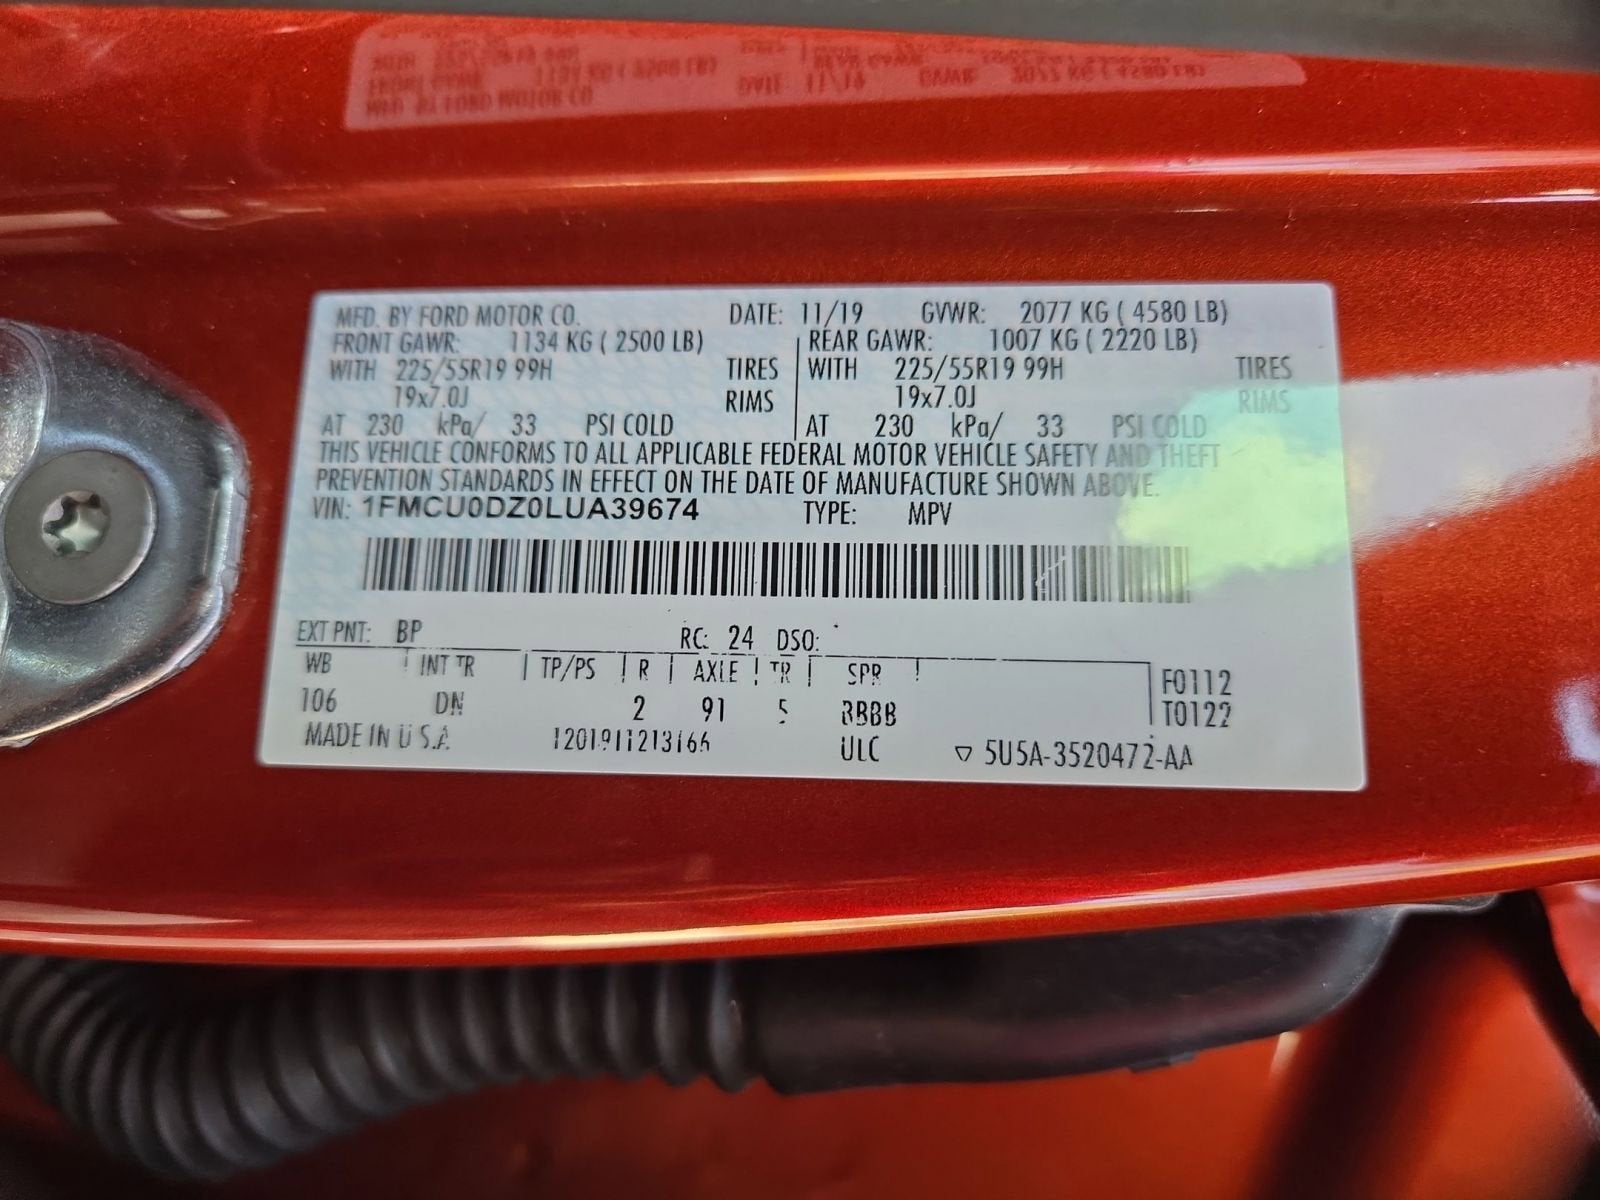 MFD. BY FORD MOTOR CO. DATE: 11/19 GVWR: 2077 KG ( 4580 LB)
FRONT GAWR: 1134 KG ( 2500 LB) REAR GAWR: 1007 KG ( 2220 LB)
WITH 225/55R19 99H TIRES WITH 225/55R19 99H TIRES
19x7.0J RIMS 19x7.0J RIMS
AT 230 kPa/ 33 PSI COLD AT 230 kPa/ 33 PSI COLD
THIS VEHICLE CONFORMS TO ALL APPLICABLE FEDERAL MOTOR VEHICLE SAFETY AND THEFT
PREVENTION STANDARDS IN EFFECT ON THE DATE OF MANUFACTURE SHOWN ABOVE.
VIN: 1FMCU0DZ0LUA39674 TYPE: MPV
EXT PNT: BP RC: 24 DSO:
WB INT TR TP/PS R AXLE TR SPR F0112
106 DN 2 91 5 BBBB T0122
MADE IN U.S.A. 1201911213166 ULC ▽ 5U5A-3520472-AA